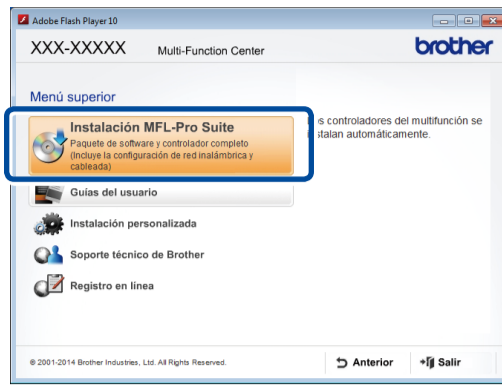 Adobe Flash Player 10
XXX-XXXXX
Multi-Function Center
brother
Menú superior
Instalación MFL-Pro Suite
Paquete de software y controlador completo
(Incluye la configuración de red inalámbrica y
cableada)
s controladores del multifunción se
stalan automáticamente.
Guías del usuario
Instalación personalizada
Soporte técnico de Brother
Registro en línea
© 2001-2014 Brother Industries, Ltd. All Rights Reserved.
Anterior
Salir